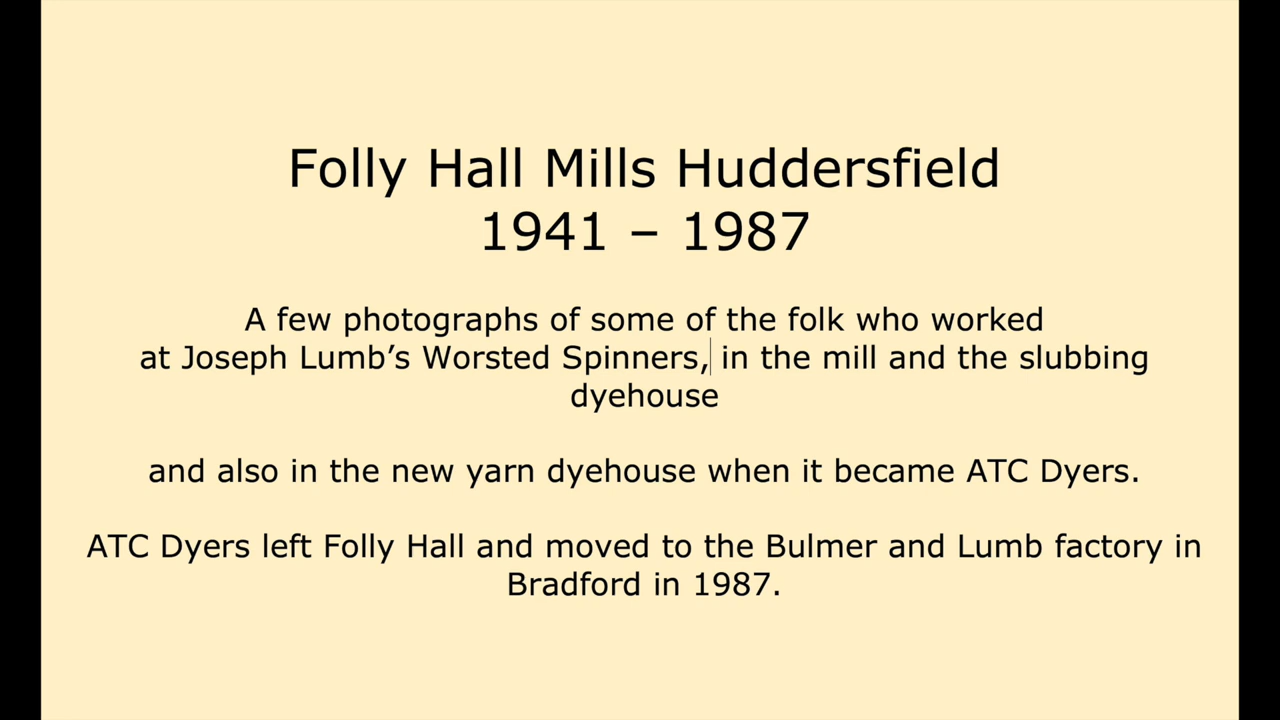 Folly Hall Mills Huddersfield
1941 – 1987
A few photographs of some of the folk who worked
at Joseph Lumb’s Worsted Spinners, in the mill and the slubbing
dyehouse
and also in the new yarn dyehouse when it became ATC Dyers.
ATC Dyers left Folly Hall and moved to the Bulmer and Lumb factory in
Bradford in 1987.